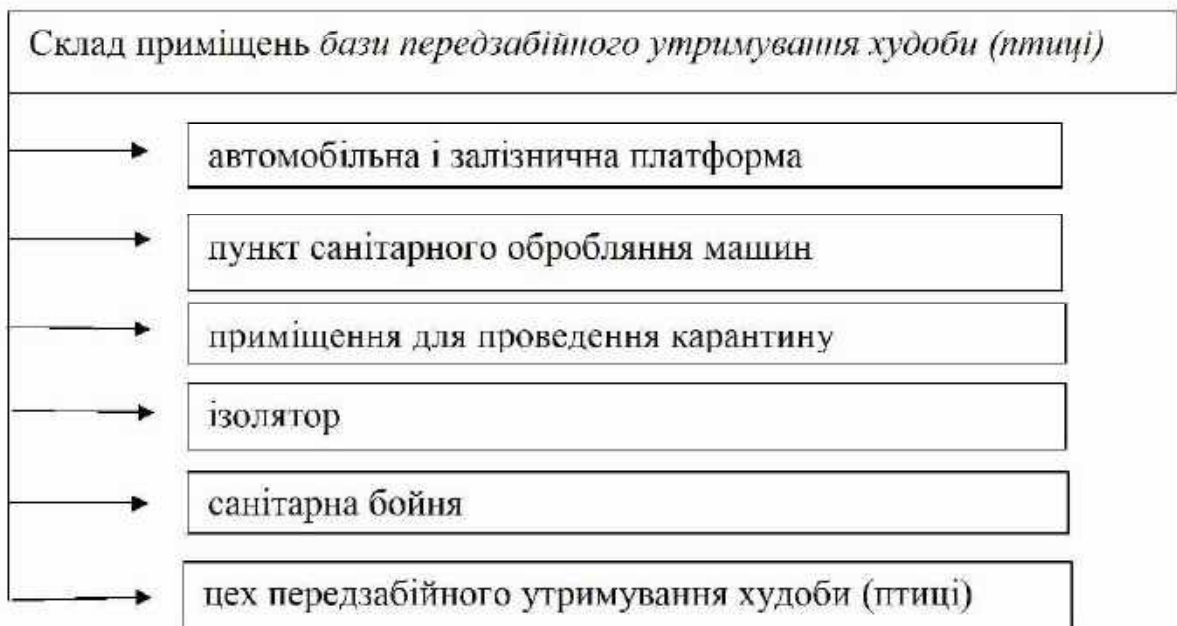 Склад приміщень бази передзабійного утримування худоби (птиці)
автомобільна і залізнична платформа
пункт санітарного обробляння машин
приміщення для проведення карантину
ізолятор
санітарна бойня
цех передзабійного утримування худоби (птиці)